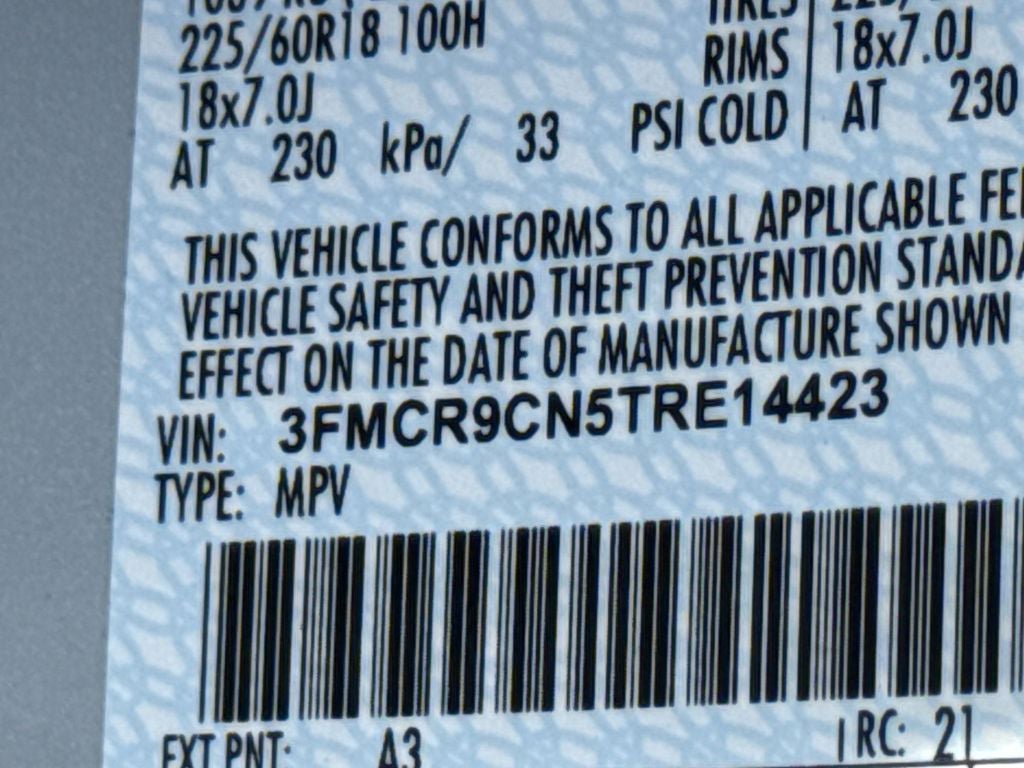 225/60R18 100H
RIMS 18x7.0J
18x7.0J
AT 230 kPa/ 33 PSI COLD AT 230
THIS VEHICLE CONFORMS TO ALL APPLICABLE
VEHICLE SAFETY AND THEFT PREVENTION
EFFECT ON THE DATE OF MANUFACTURE SHOWN
VIN: 3FMCR9CN5TRE14423
TYPE: MPV
EXT PNT: A3 RC: 21